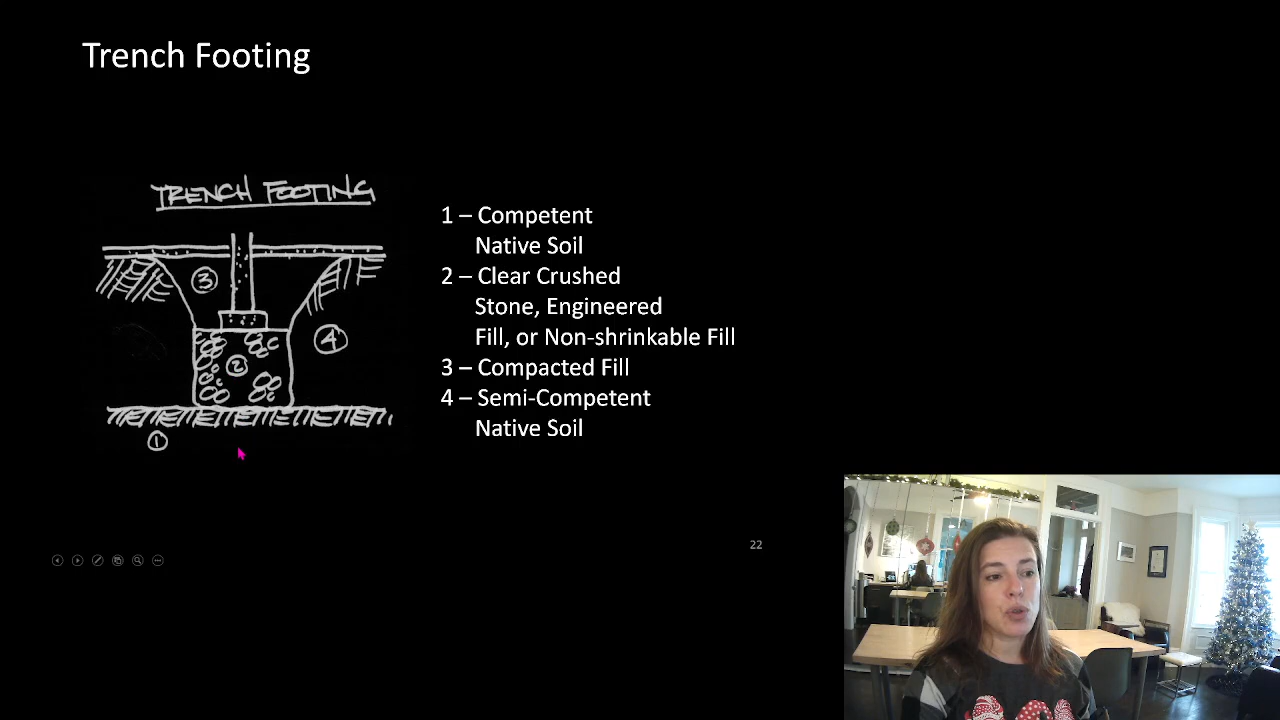 Trench Footing
TRENCH FOOTING
3
4
2
1
1 – Competent
Native Soil
2 – Clear Crushed
Stone, Engineered
Fill, or Non-shrinkable Fill
3 – Compacted Fill
4 – Semi-Competent
Native Soil
22